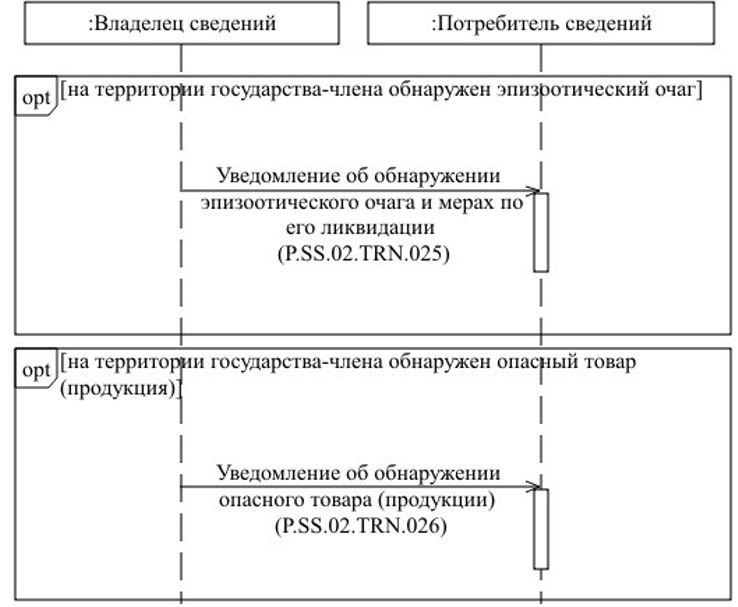 :Владелец сведений
:Потребитель сведений
opt
[на территории государства-члена обнаружен эпизоотический очаг]
Уведомление об обнаружении
эпизоотического очага и мерах по
его ликвидации
(P.SS.02.TRN.025)
opt
[на территории государства-члена обнаружен опасный товар
(продукция)]
Уведомление об обнаружении
опасного товара (продукции)
(P.SS.02.TRN.026)